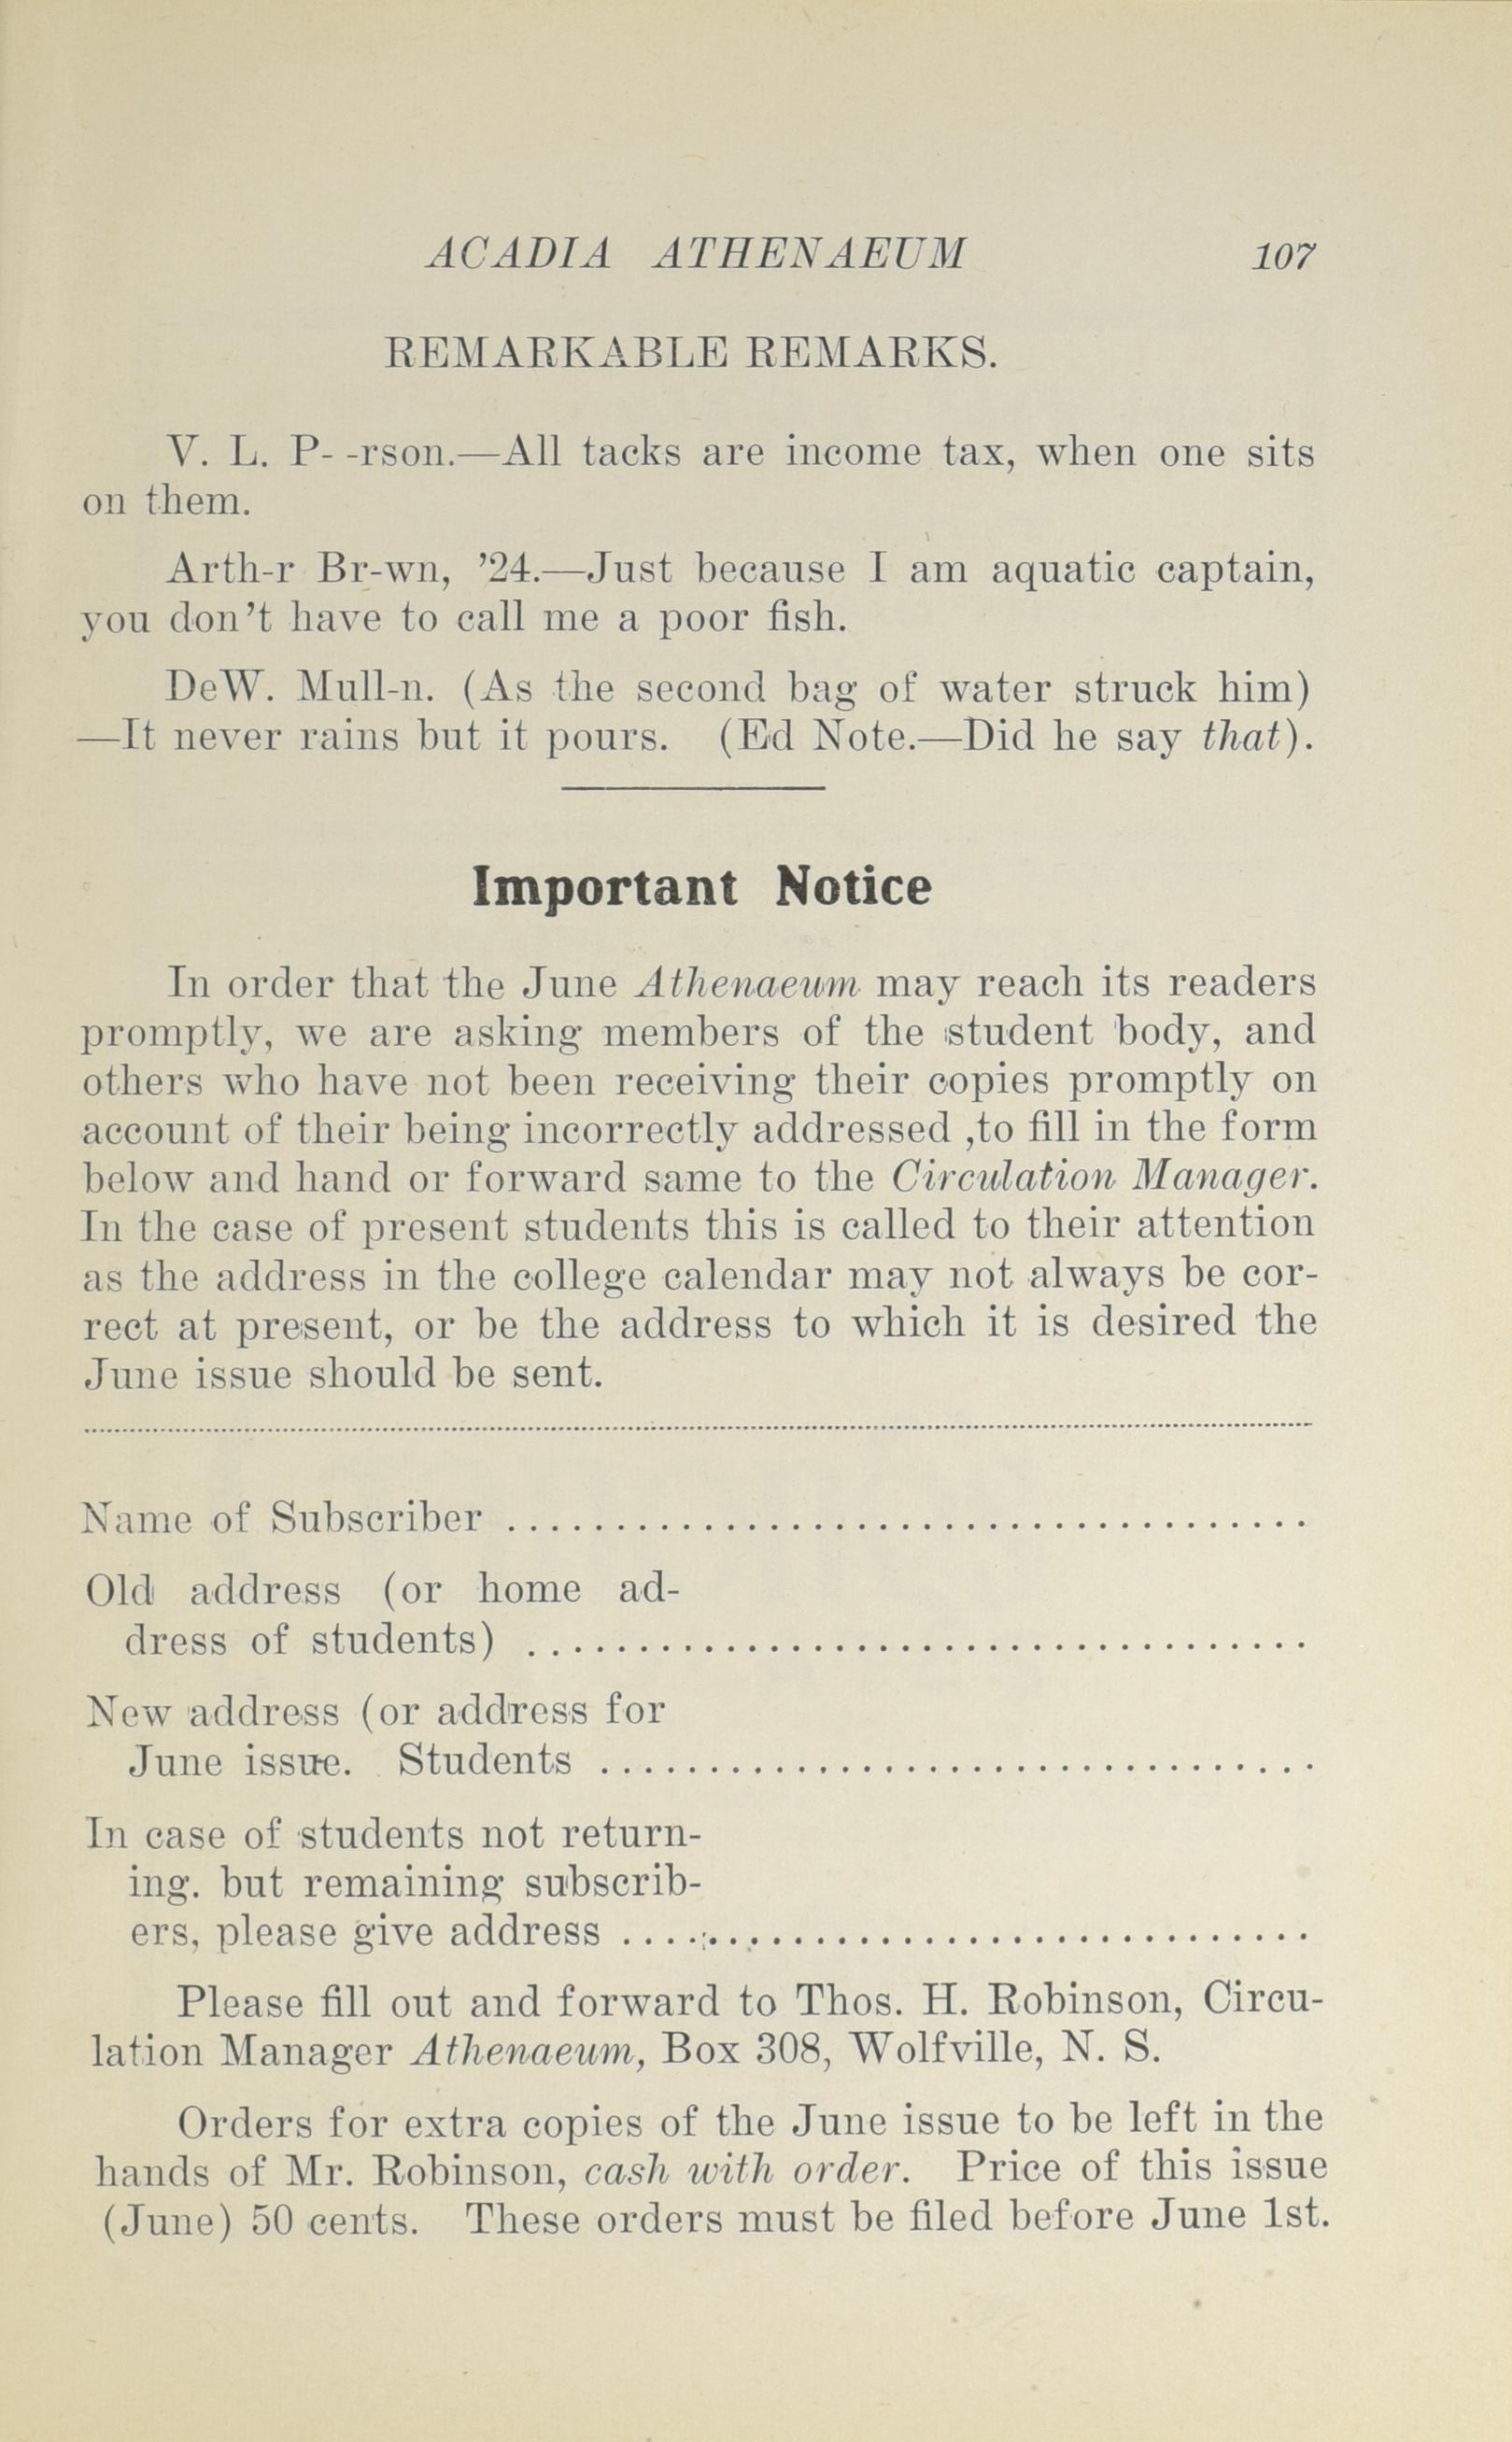 ACADIA ATHENAEUM 107
REMARKABLE REMARKS.
V. L. P- -rson.—All tacks are income tax, when one sits
on them.
Arth-r Br-wn, '24.—Just because I am aquatic captain,
you don't have to call me a poor fish.
DeW. Mull-n. (As the second bag of water struck him)
—It never rains but it pours. (Ed Note.—Did he say that).
Important Notice
In order that the June Athenaeum may reach its readers
promptly, we are asking members of the student body, and
others who have not been receiving their copies promptly on
account of their being incorrectly addressed ,to fill in the form
below and hand or forward same to the Circulation Manager.
In the case of present students this is called to their attention
as the address in the college calendar may not always be cor-
rect at present, or be the address to which it is desired the
June issue should be sent.
Name of Subscriber ......................................
Old address (or home ad-
dress of students) .....................................
New address (or address for
June issue. Students ..................................
In case of students not return-
ing. but remaining subscrib-
ers, please give address .................................
Please fill out and forward to Thos. H. Robinson, Circu-
lation Manager Athenaeum, Box 308, Wolfville, N. S.
Orders for extra copies of the June issue to be left in the
hands of Mr. Robinson, cash with order. Price of this issue
(June) 50 cents. These orders must be filed before June 1st.